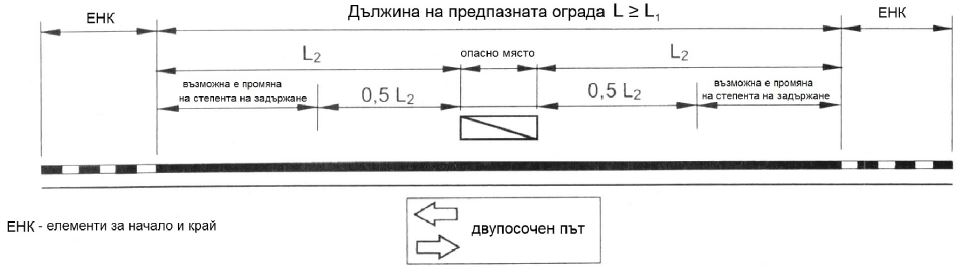 ЕНК
Дължина на предпазната ограда L ≥ L₁
ЕНК
L₂
опасно място
L₂
възможна е промяна
на степента на задържане
0,5 L₂
0,5 L₂
възможна е промяна
на степента на задържане
ЕНК - елементи за начало и край
двупосочен път